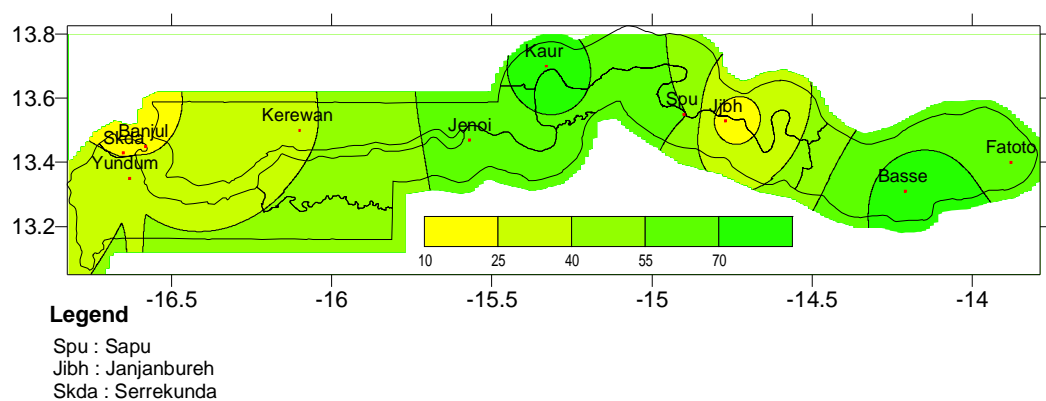 13.8
13.6
13.4
13.2
Kaur
Spu
Jibh
Kerewan
Jenoi
Banjul
Skda
Yundum
Fatoto
Basse
10 25 40 55 70
-16.5 -16 -15.5 -15 -14.5 -14
Legend
Spu : Sapu
Jibh : Janjanbureh
Skda : Serrekunda